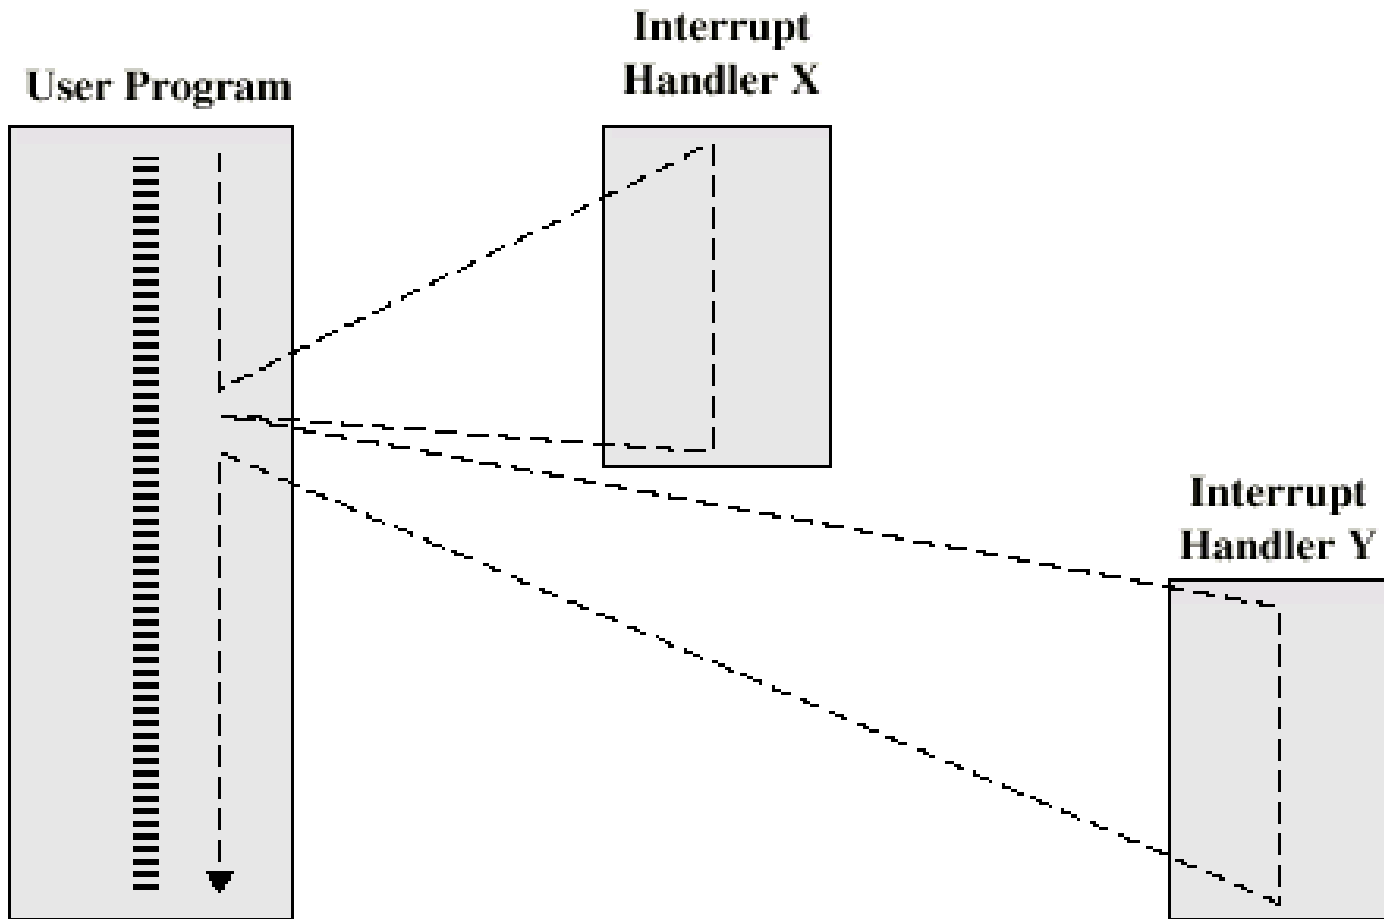 User Program
Interrupt
Handler X
Interrupt
Handler Y